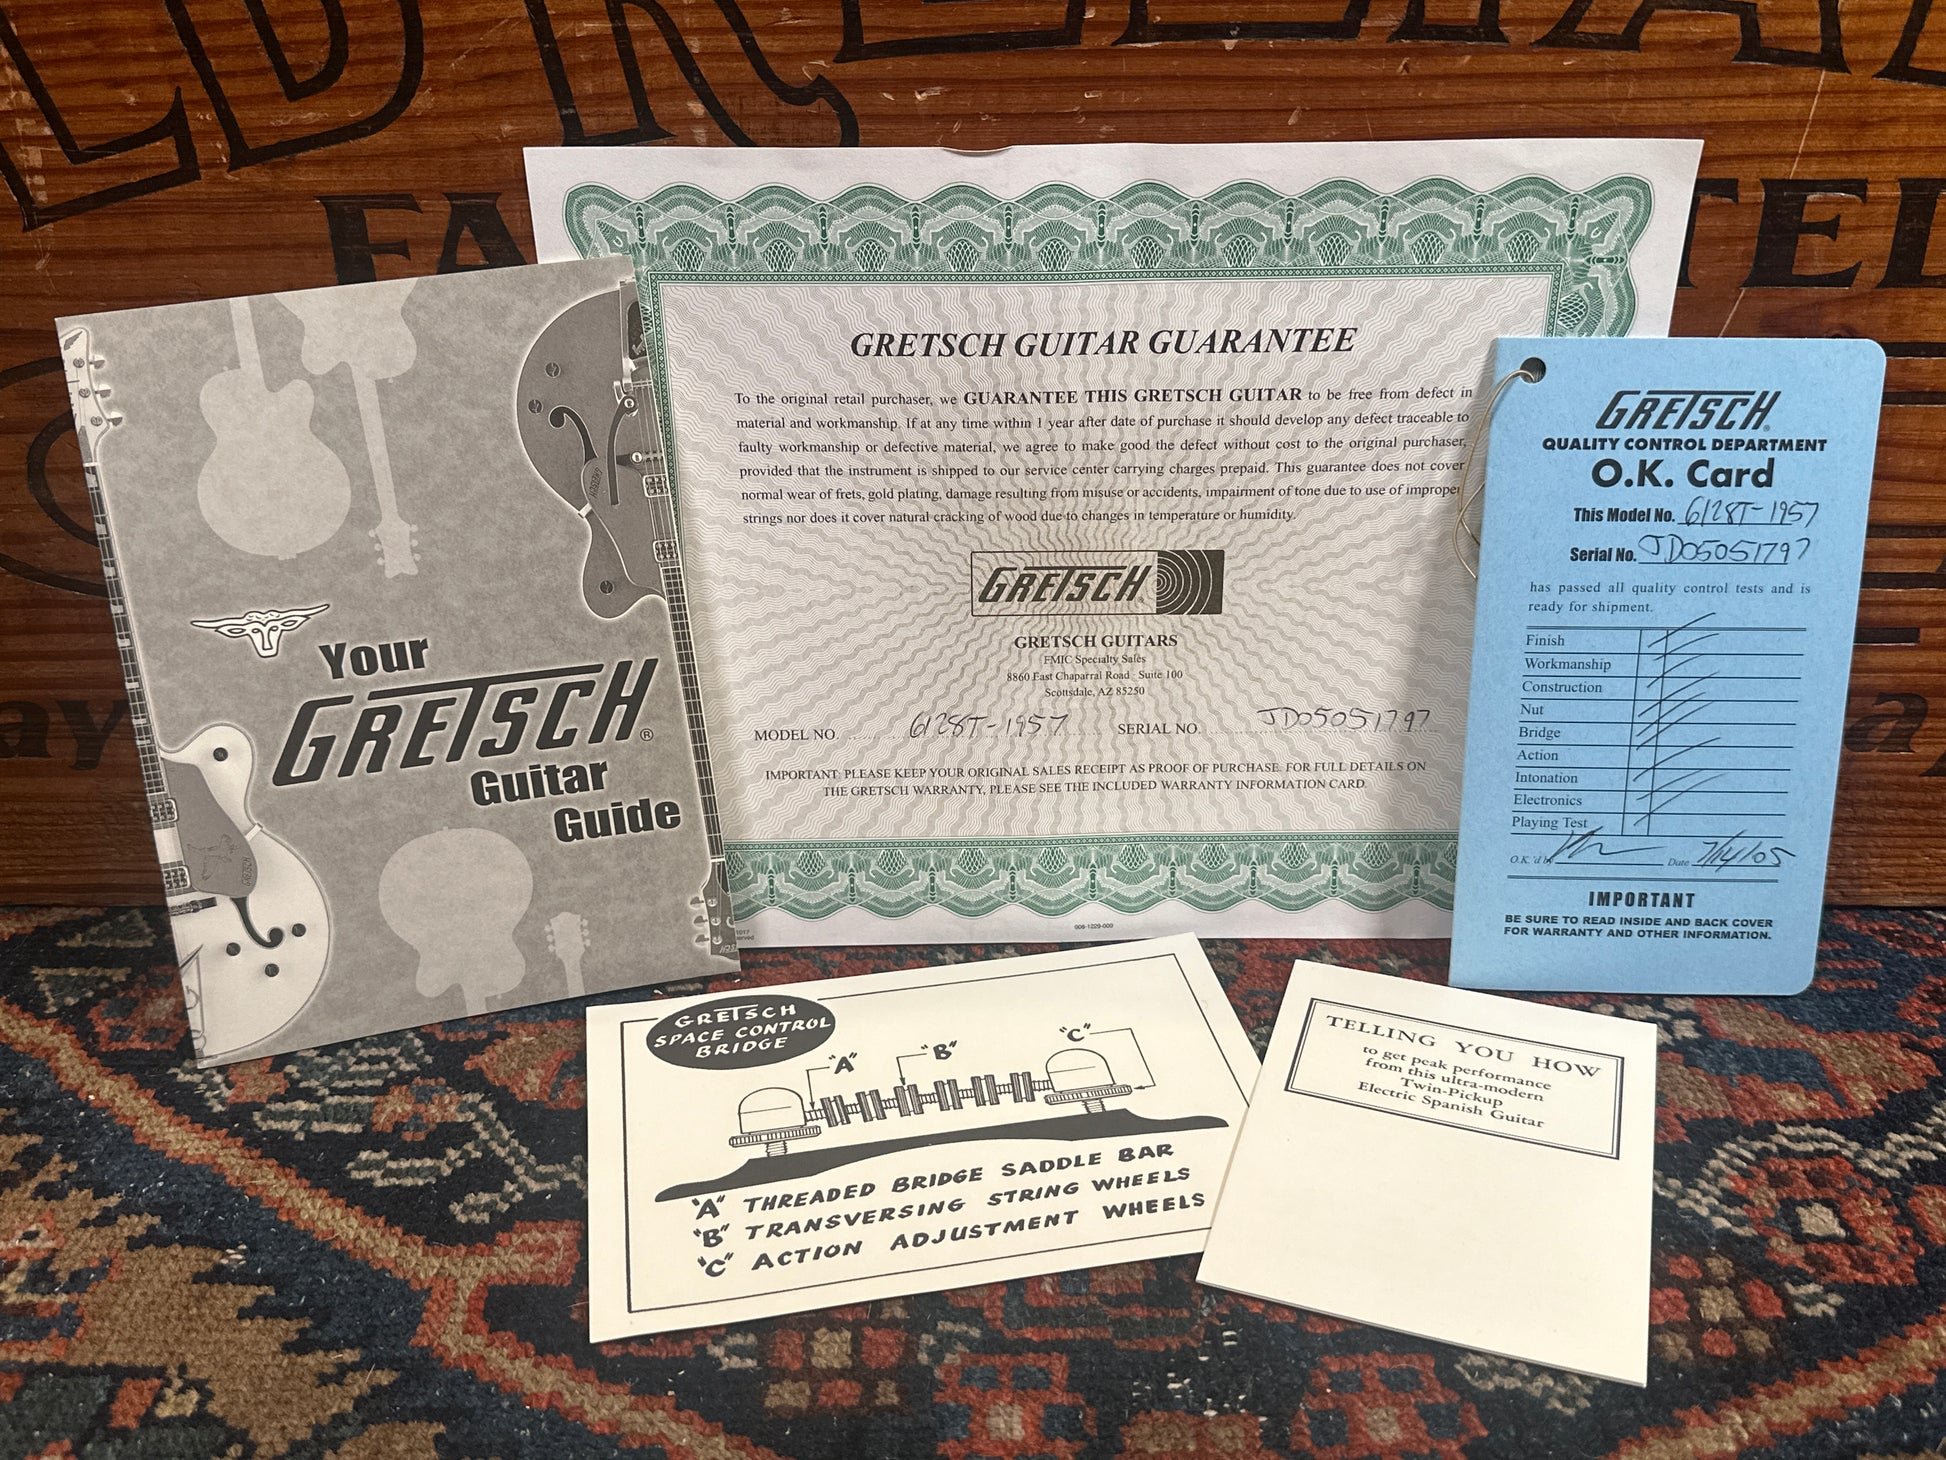 Your
GRETSCH®
Guitar
Guide
GRETSCH GUITAR GUARANTEE
To the original retail purchaser, we GUARANTEE THIS GRETSCH GUITAR to be free from defect in
material and workmanship. If at any time within 1 year after date of purchase it should develop any defect traceable to
faulty workmanship or defective material, we agree to make good the defect without cost to the original purchaser,
provided that the instrument is shipped to our service center carrying charges prepaid. This guarantee does not cover
normal wear of frets, gold plating, damage resulting from misuse or accidents, impairment of tone due to use of improper
strings nor does it cover natural cracking of wood due to changes in temperature or humidity.
GRETSCH
GRETSCH GUITARS
FMIC Specialty Sales
8860 East Chaparral Road Suite 100
Scottsdale, AZ 85250
MODEL NO. 6128T-1957 SERIAL NO. JD05051797
IMPORTANT: PLEASE KEEP YOUR ORIGINAL SALES RECEIPT AS PROOF OF PURCHASE. FOR FULL DETAILS ON
THE GRETSCH WARRANTY, PLEASE SEE THE INCLUDED WARRANTY INFORMATION CARD.
009-1229-000
GRETSCH®
QUALITY CONTROL DEPARTMENT
O.K. Card
This Model No. 6128T-1957
Serial No. JD05051797
has passed all quality control tests and is
ready for shipment.
Finish
Workmanship
Construction
Nut
Bridge
Action
Intonation
Electronics
Playing Test
O.K.'d by Date 7/14/05
IMPORTANT
BE SURE TO READ INSIDE AND BACK COVER
FOR WARRANTY AND OTHER INFORMATION.
GRETSCH
SPACE CONTROL
BRIDGE
"A" "B" "C"
"A" THREADED BRIDGE SADDLE BAR
"B" TRANSVERSING STRING WHEELS
"C" ACTION ADJUSTMENT WHEELS
TELLING YOU HOW
to get peak performance
from this ultra-modern
Twin-Pickup
Electric Spanish Guitar